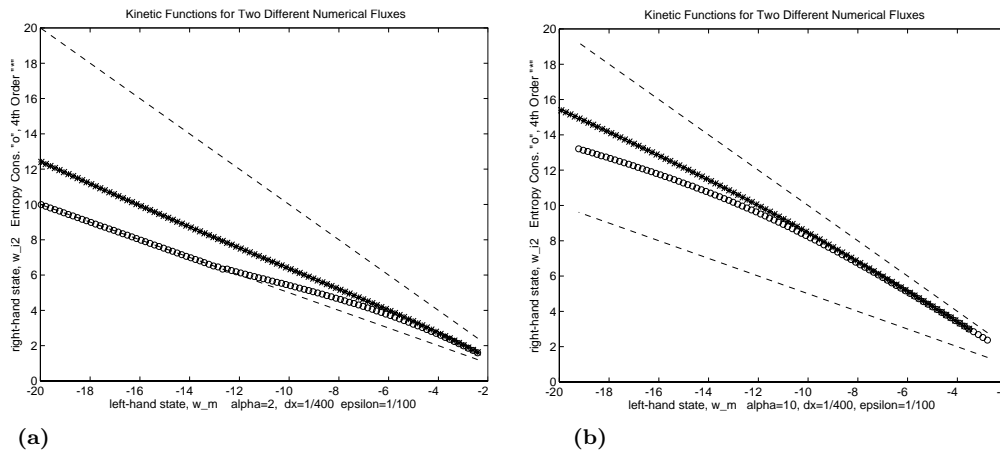 Kinetic Functions for Two Different Numerical Fluxes
right-hand state, w_i2 Entropy Cons. "o", 4th Order "*"
20
18
16
14
12
10
8
6
4
2
0
-20 -18 -16 -14 -12 -10 -8 -6 -4 -2
left-hand state, w_m alpha=2, dx=1/400 epsilon=1/100
(a)
Kinetic Functions for Two Different Numerical Fluxes
right-hand state, w_i2 Entropy Cons. "o", 4th Order "*"
20
18
16
14
12
10
8
6
4
2
0
-20 -18 -16 -14 -12 -10 -8 -6 -4 -2
left-hand state, w_m alpha=10, dx=1/400, epsilon=1/100
(b)